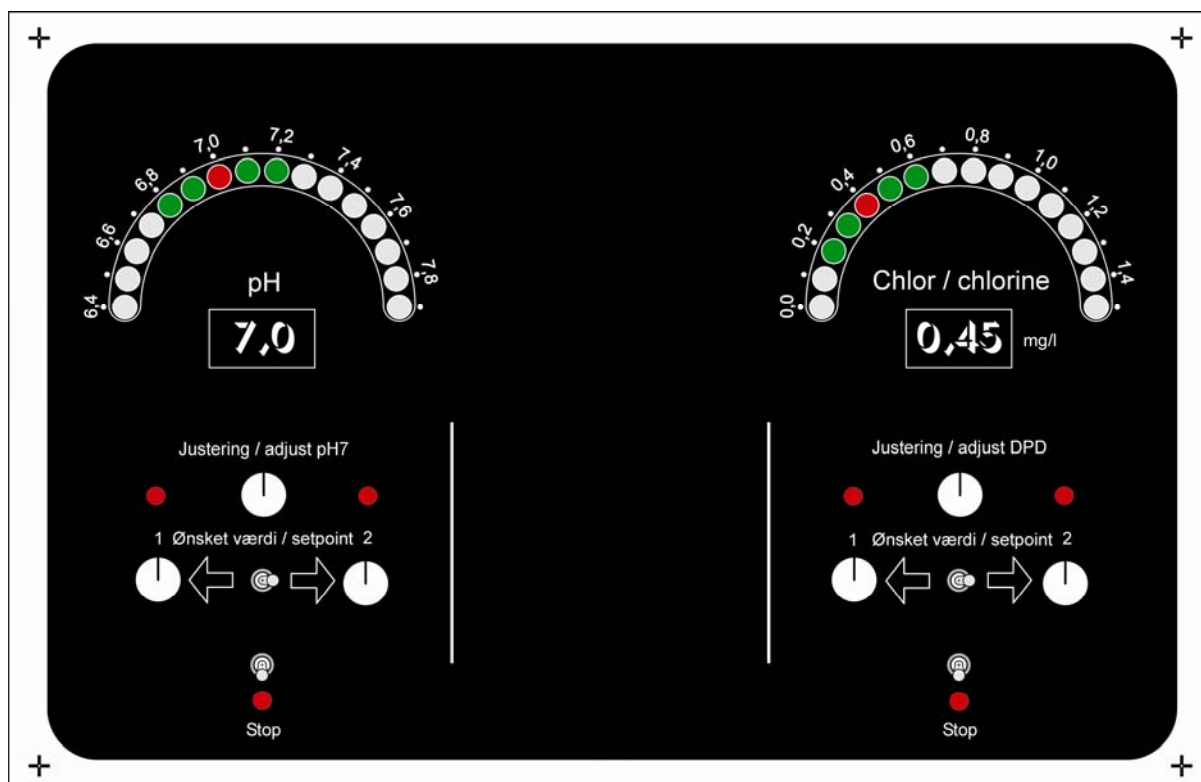 6,4
6,6
6,8
7,0
7,2
7,4
7,6
7,8
pH
7,0
Justering / adjust pH7
1 Ønsket værdi / setpoint 2
Stop
0,0
0,2
0,4
0,6
0,8
1,0
1,2
1,4
Chlor / chlorine
0,45 mg/l
Justering / adjust DPD
1 Ønsket værdi / setpoint 2
Stop